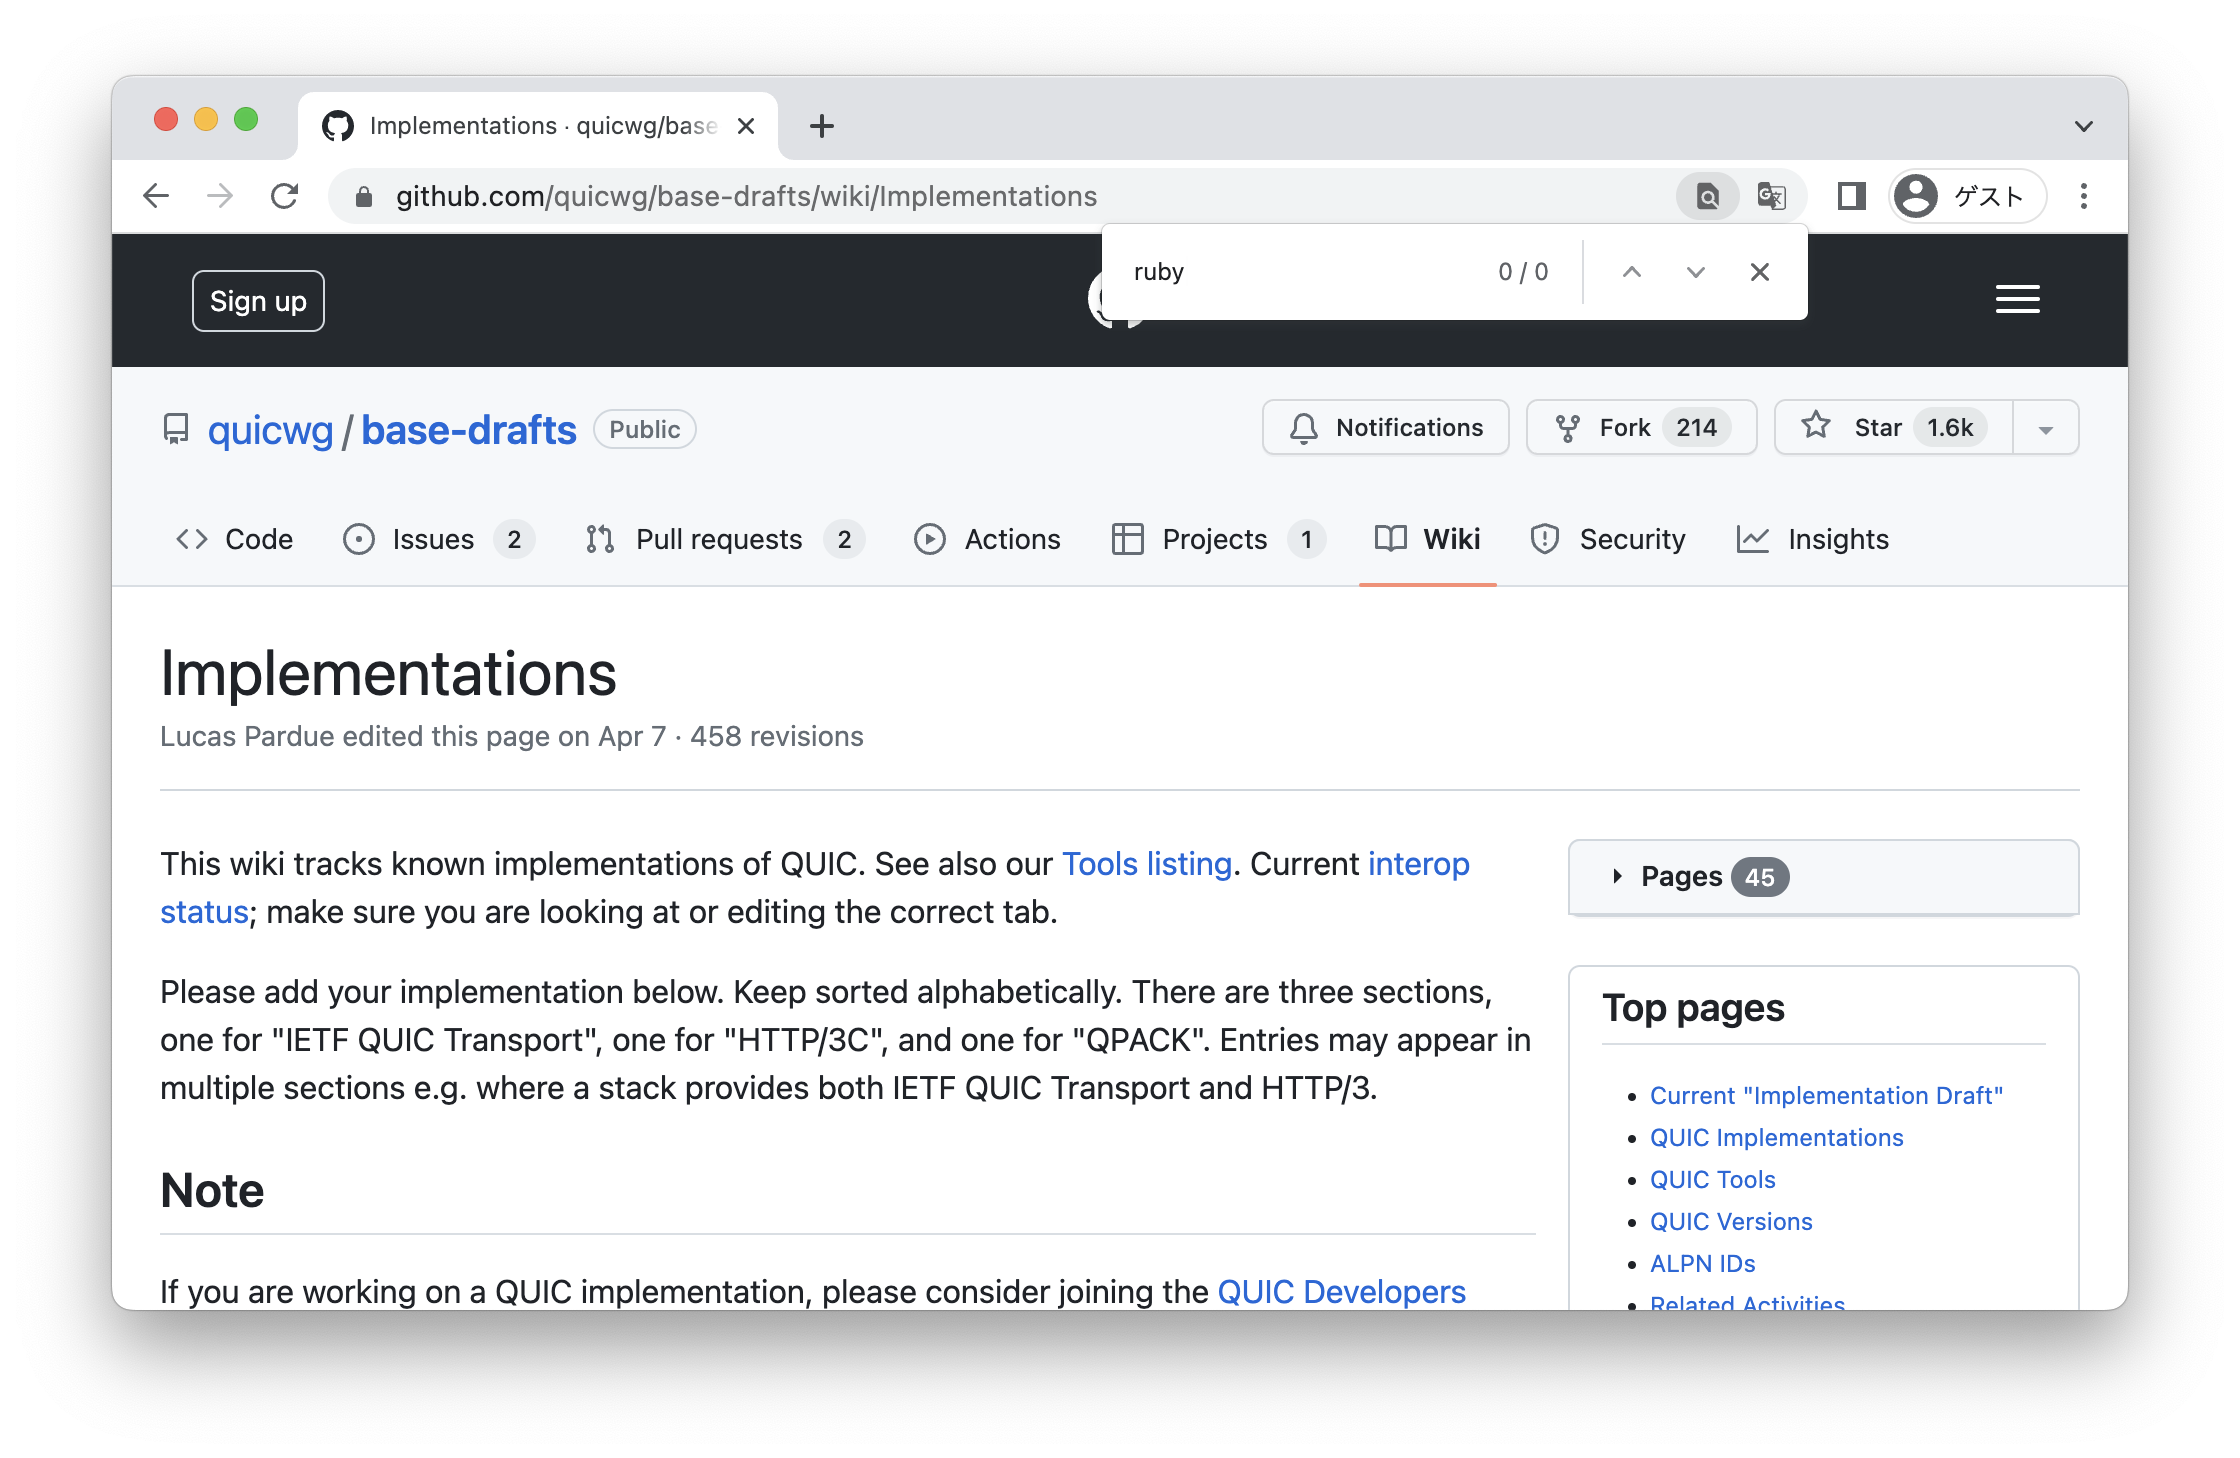 Implementations · quicwg/base
github.com/quicwg/base-drafts/wiki/Implementations
ゲスト
ruby
0 / 0
Sign up
quicwg / base-drafts
Public
Notifications
Fork 214
Star 1.6k
Code
Issues 2
Pull requests 2
Actions
Projects 1
Wiki
Security
Insights
Implementations
Lucas Pardue edited this page on Apr 7 · 458 revisions
This wiki tracks known implementations of QUIC. See also our Tools listing. Current interop
status; make sure you are looking at or editing the correct tab.
Please add your implementation below. Keep sorted alphabetically. There are three sections,
one for "IETF QUIC Transport", one for "HTTP/3C", and one for "QPACK". Entries may appear in
multiple sections e.g. where a stack provides both IETF QUIC Transport and HTTP/3.
Note
If you are working on a QUIC implementation, please consider joining the QUIC Developers
Pages 45
Top pages
Current "Implementation Draft"
QUIC Implementations
QUIC Tools
QUIC Versions
ALPN IDs
Related Activities